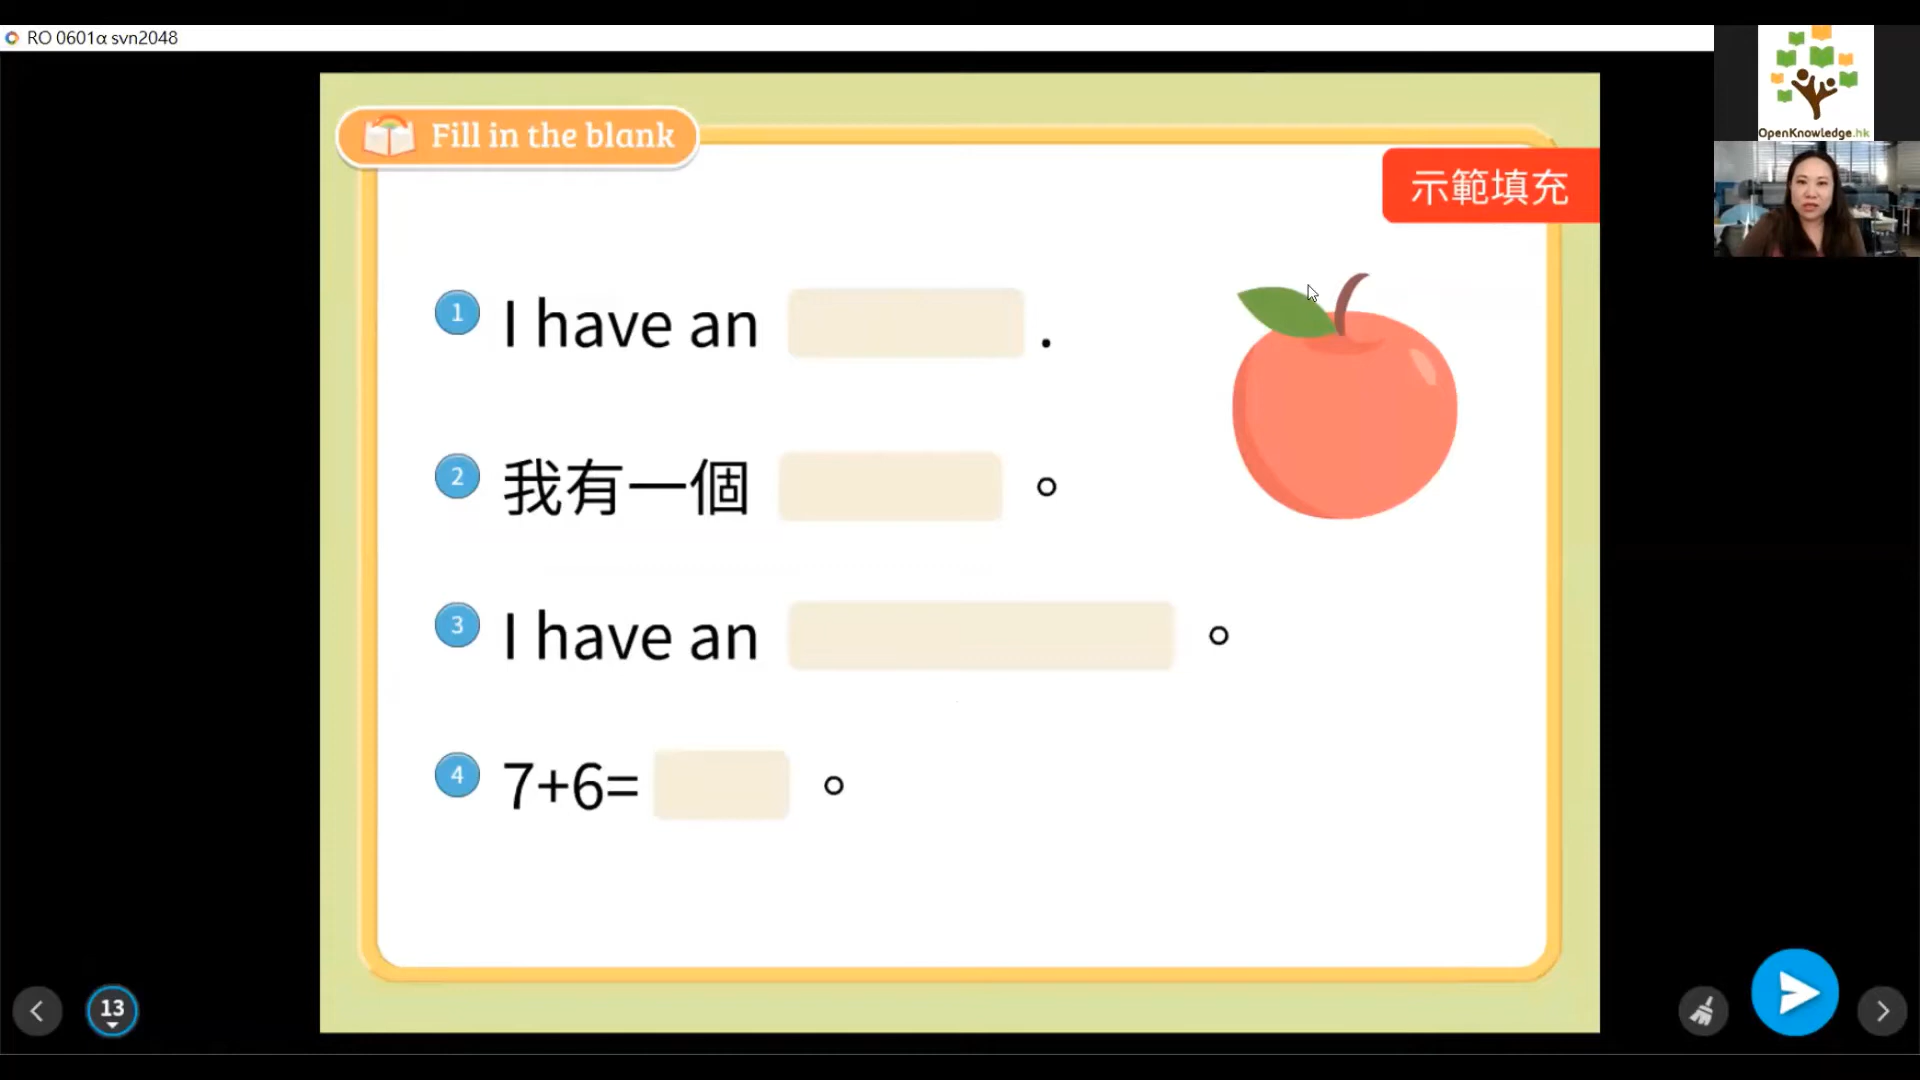 RO 0601α svn2048
OpenKnowledge.hk
Fill in the blank
示範填充
1 I have an .
2 我有一個 。
3 I have an 。
4 7+6= 。
13